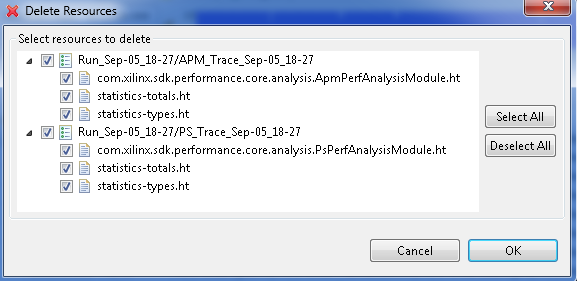 Delete Resources
Select resources to delete
Run_Sep-05_18-27/APM_Trace_Sep-05_18-27
com.xilinx.sdk.performance.core.analysis.ApmPerfAnalysisModule.ht
statistics-totals.ht
statistics-types.ht
Run_Sep-05_18-27/PS_Trace_Sep-05_18-27
com.xilinx.sdk.performance.core.analysis.PsPerfAnalysisModule.ht
statistics-totals.ht
statistics-types.ht
Select All
Deselect All
Cancel
OK